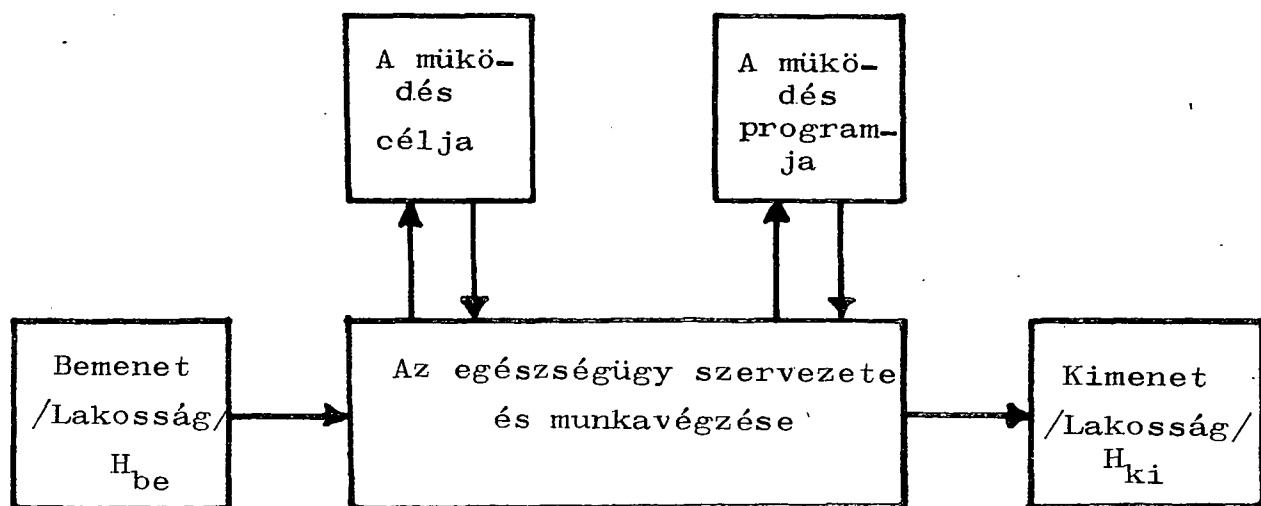 A mükö-
dés
célja
A mükö-
dés
program-
ja
Bemenet
/Lakosság/
H_be
Az egészségügy szervezete
és munkavégzése
Kimenet
/Lakosság/
H_ki